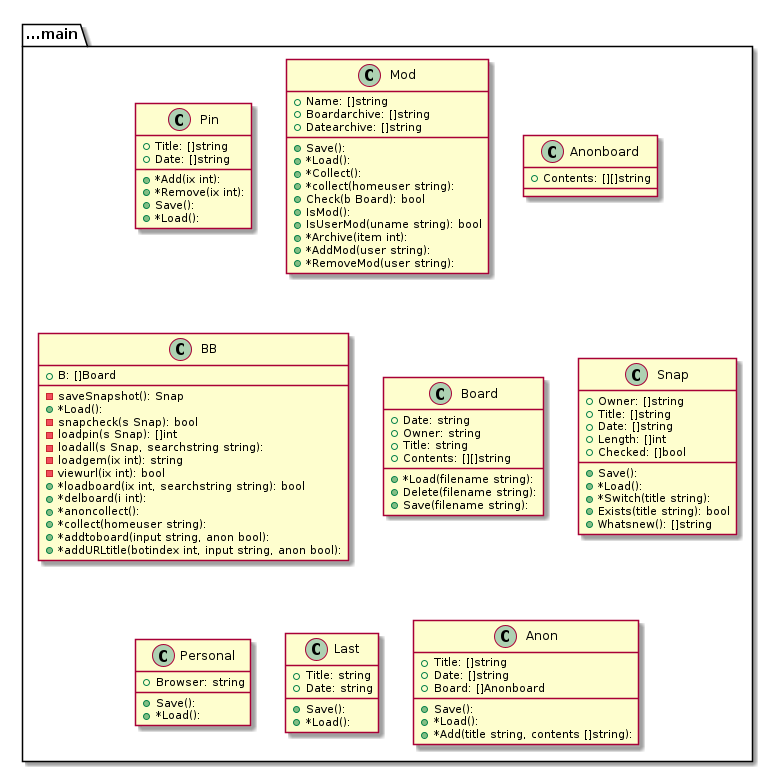 ...main
C Pin
Title: []string
Date: []string
*Add(ix int):
*Remove(ix int):
Save():
*Load():
C Mod
Name: []string
Boardarchive: []string
Datearchive: []string
Save():
*Load():
*Collect():
*collect(homeuser string):
Check(b Board): bool
IsMod():
IsUserMod(uname string): bool
*Archive(item int):
*AddMod(user string):
*RemoveMod(user string):
C Anonboard
Contents: [][]string
C BB
B: []Board
saveSnapshot(): Snap
*Load():
snapcheck(s Snap): bool
loadpin(s Snap): []int
loadall(s Snap, searchstring string):
loadgem(ix int): string
viewurl(ix int): bool
*loadboard(ix int, searchstring string): bool
*delboard(i int):
*anoncollect():
*collect(homeuser string):
*addtoboard(input string, anon bool):
*addURLtitle(botindex int, input string, anon bool):
C Board
Date: string
Owner: string
Title: string
Contents: [][]string
*Load(filename string):
Delete(filename string):
Save(filename string):
C Snap
Owner: []string
Title: []string
Date: []string
Length: []int
Checked: []bool
Save():
*Load():
*Switch(title string):
Exists(title string): bool
Whatsnew(): []string
C Personal
Browser: string
Save():
*Load():
C Last
Title: string
Date: string
Save():
*Load():
C Anon
Title: []string
Date: []string
Board: []Anonboard
Save():
*Load():
*Add(title string, contents []string):